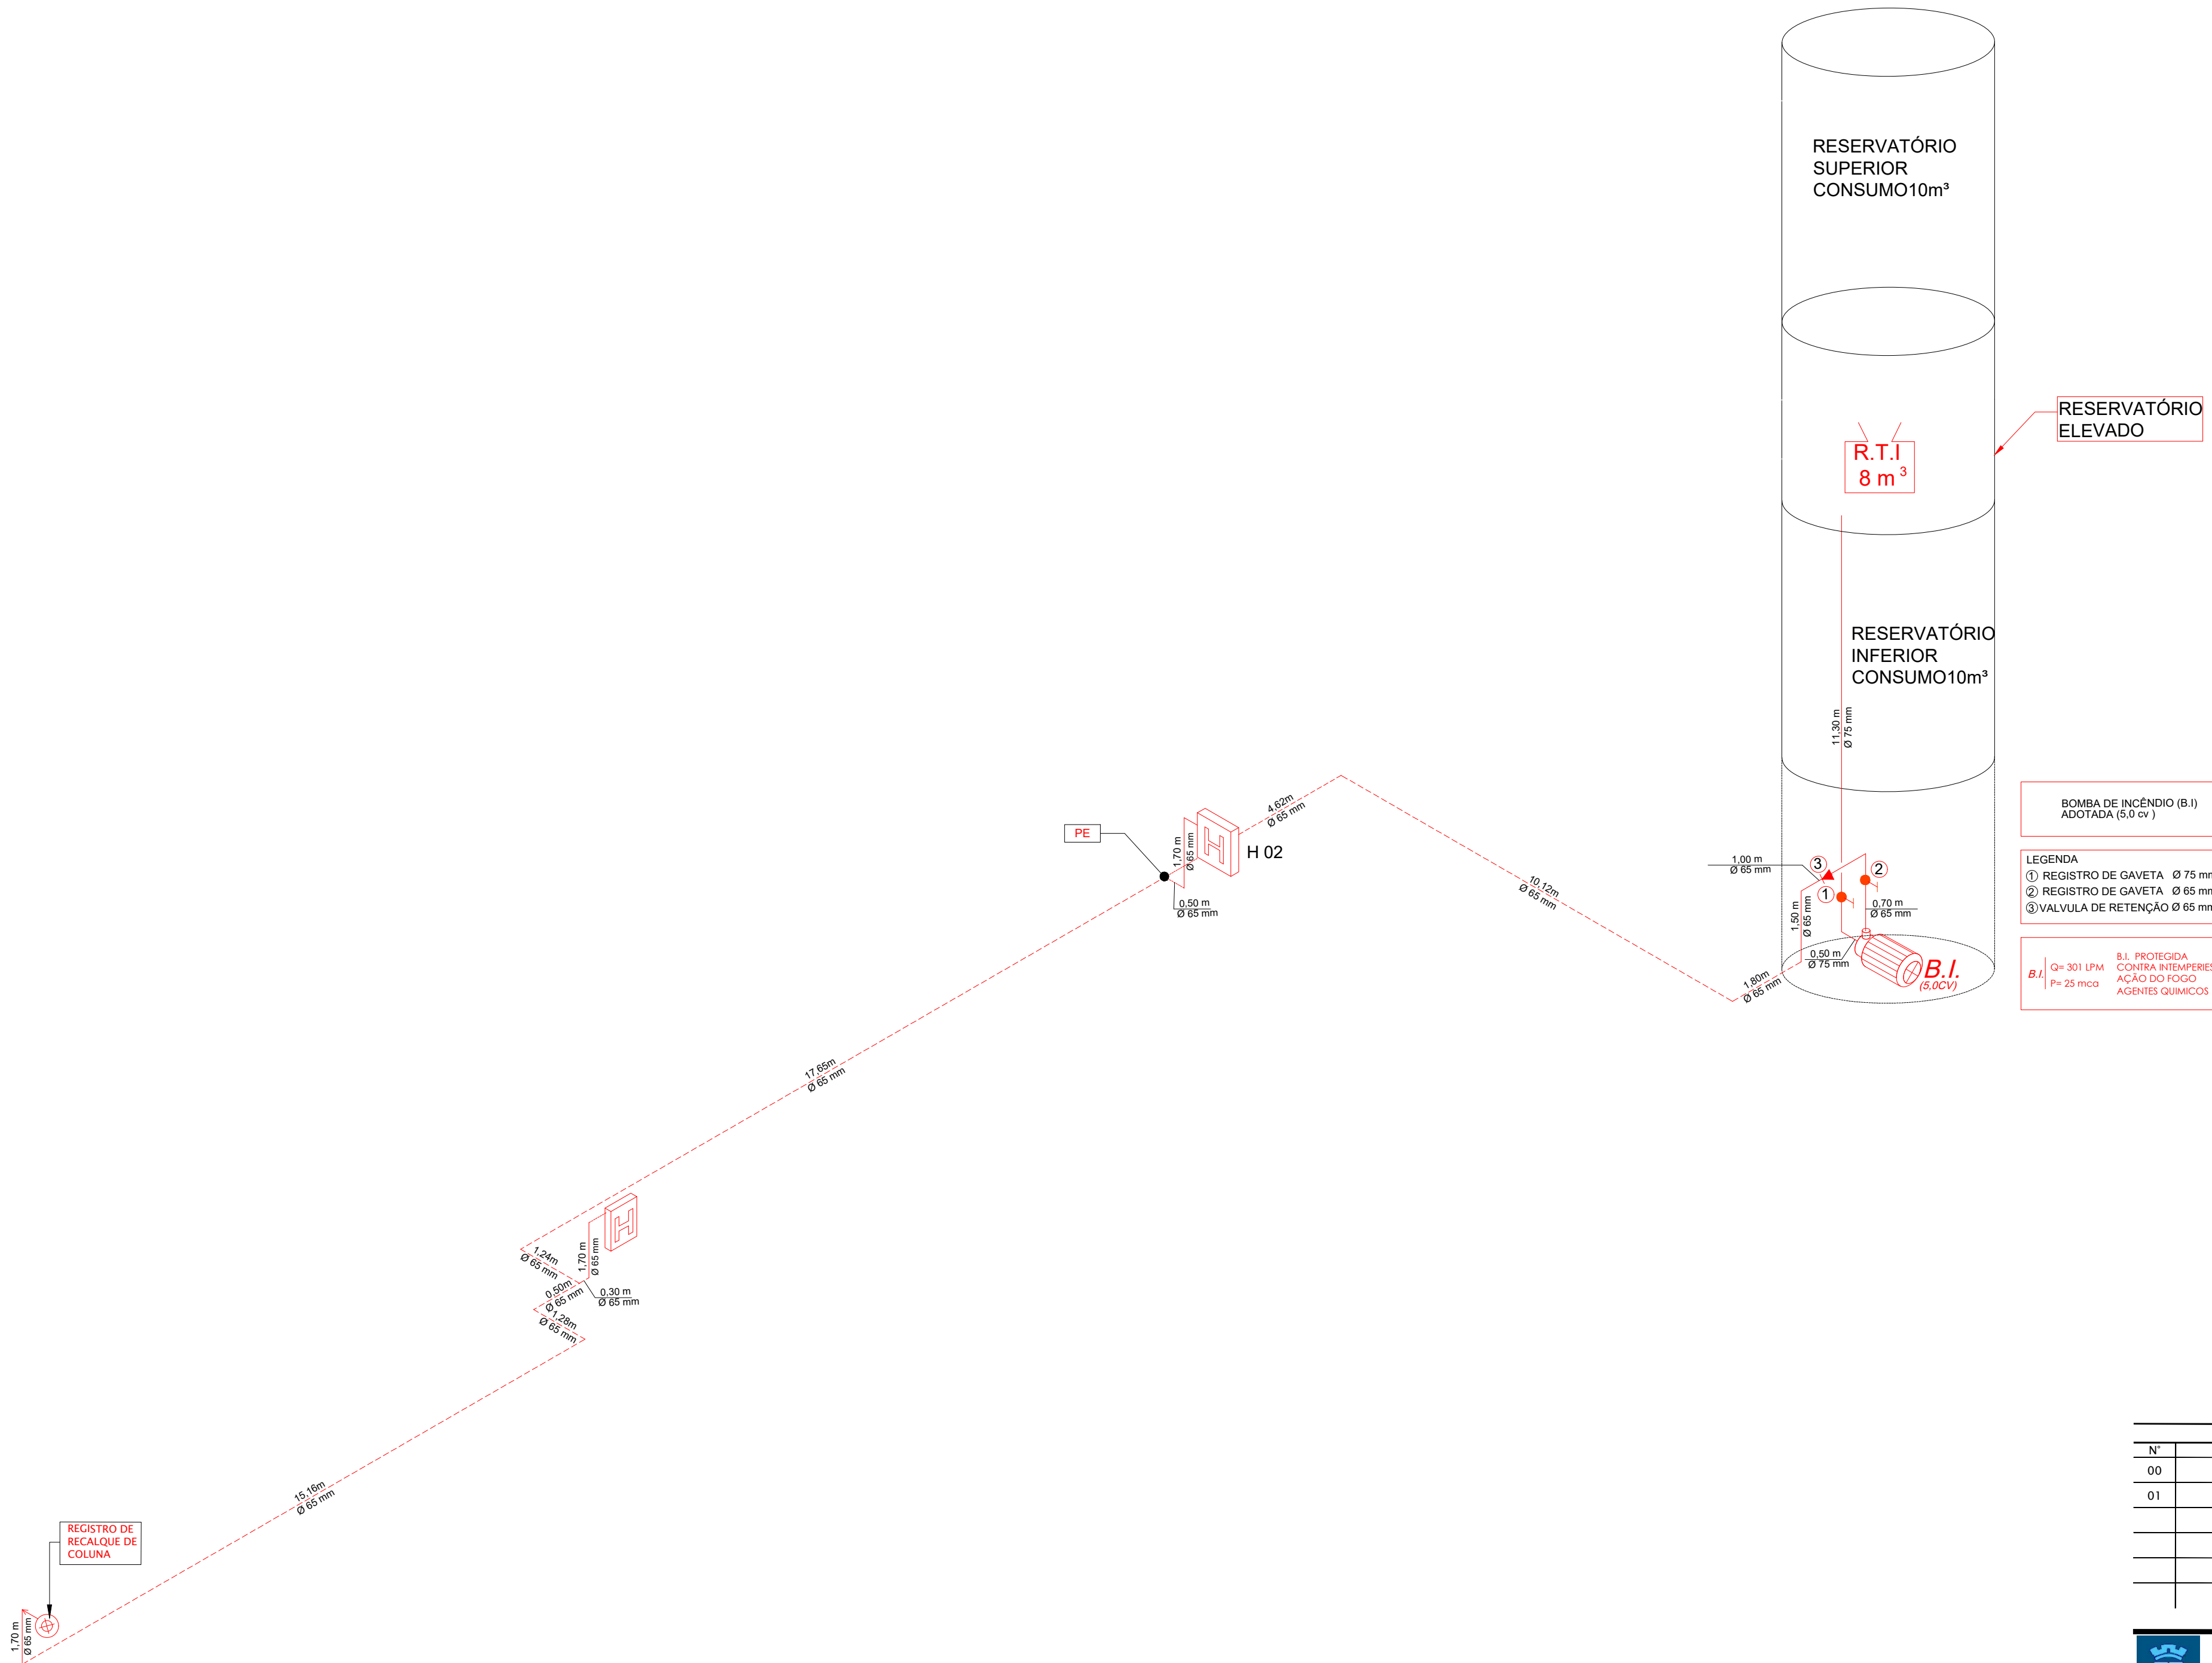 RESERVATÓRIO
SUPERIOR
CONSUMO10m³
RESERVATÓRIO
ELEVADO
R.T.I
8 m ³
RESERVATÓRIO
INFERIOR
CONSUMO10m³
11,30 m
Ø 75 mm
BOMBA DE INCÊNDIO (B.I)
ADOTADA (5,0 cv )
LEGENDA
1 REGISTRO DE GAVETA Ø 75 mm
2 REGISTRO DE GAVETA Ø 65 mm
3 VALVULA DE RETENÇÃO Ø 65 mm
B.I.
Q= 301 LPM
P= 25 mca
B.I. PROTEGIDA
CONTRA INTEMPERIES
AÇÃO DO FOGO
AGENTES QUIMICOS
1,00 m
Ø 65 mm
3
2
1
0,70 m
Ø 65 mm
1,50 m
Ø 65 mm
0,50 m
Ø 75 mm
B.I.
(5,0CV)
1,80m
Ø 65 mm
10,12m
Ø 65 mm
4,62m
Ø 65 mm
PE
H
H 02
1,70 m
Ø 65 mm
0,50 m
Ø 65 mm
17,65m
Ø 65 mm
H
1,70 m
Ø 65 mm
1,24m
Ø 65 mm
0,50m
Ø 65 mm
0,30 m
Ø 65 mm
1,28m
Ø 65 mm
15,16m
Ø 65 mm
REGISTRO DE
RECALQUE DE
COLUNA
1,70 m
Ø 65 mm
N°
00
01